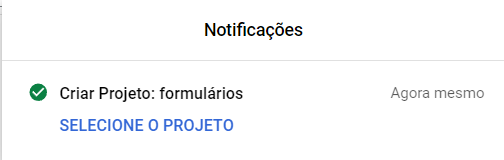 Notificações
Criar Projeto: formulários
Agora mesmo
SELECIONE O PROJETO